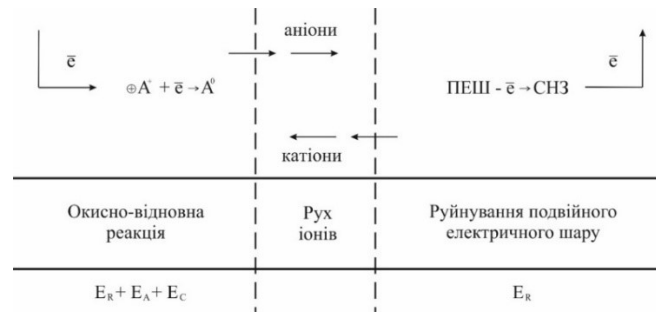 аніони
ē
ē
⊕A⁺ + ē → A⁰
ПЕШ - ē → СНЗ
катіони
Окисно-відновна
реакція
Рух
іонів
Руйнування подвійного
електричного шару
E_R + E_A + E_C
E_R